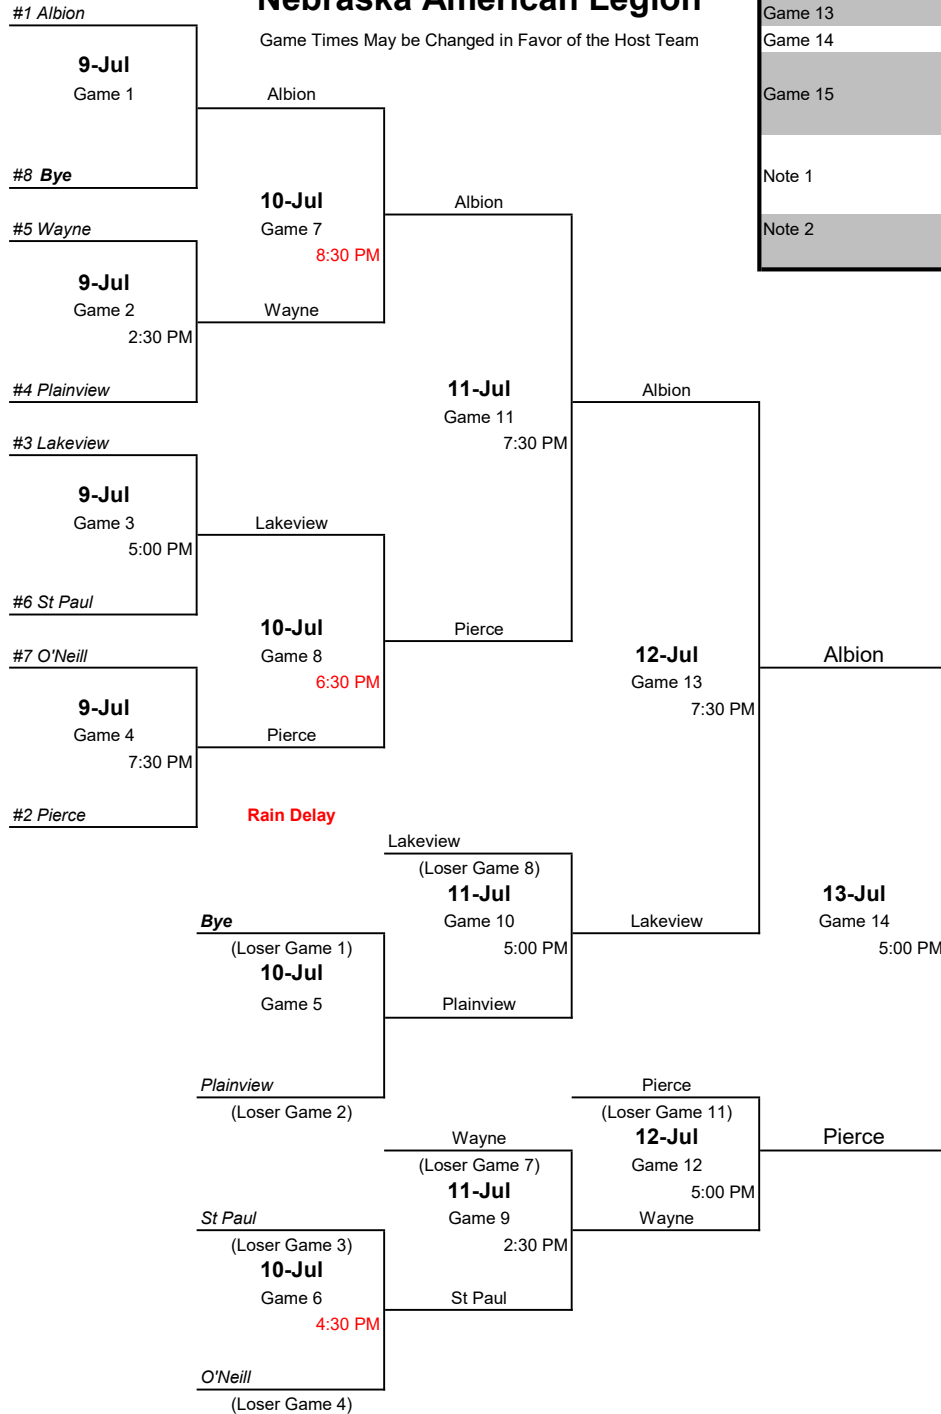 Nebraska American Legion
Game Times May be Changed in Favor of the Host Team
Game 13
Game 14
Game 15
Note 1
Note 2
#1 Albion
9-Jul
Game 1
#8 Bye
Albion
#5 Wayne
9-Jul
Game 2
2:30 PM
#4 Plainview
10-Jul
Game 7
8:30 PM
Wayne
Albion
#3 Lakeview
9-Jul
Game 3
5:00 PM
#6 St Paul
Lakeview
#7 O'Neill
9-Jul
Game 4
7:30 PM
#2 Pierce
10-Jul
Game 8
6:30 PM
Pierce
Rain Delay
11-Jul
Game 11
7:30 PM
Pierce
Albion
12-Jul
Game 13
7:30 PM
Albion
Lakeview
(Loser Game 8)
11-Jul
Game 10
5:00 PM
Lakeview
Bye
(Loser Game 1)
10-Jul
Game 5
Plainview
Plainview
(Loser Game 2)
13-Jul
Game 14
5:00 PM
Pierce
(Loser Game 11)
12-Jul
Game 12
5:00 PM
Pierce
Wayne
(Loser Game 7)
11-Jul
Game 9
2:30 PM
Wayne
St Paul
(Loser Game 3)
10-Jul
Game 6
4:30 PM
St Paul
O'Neill
(Loser Game 4)